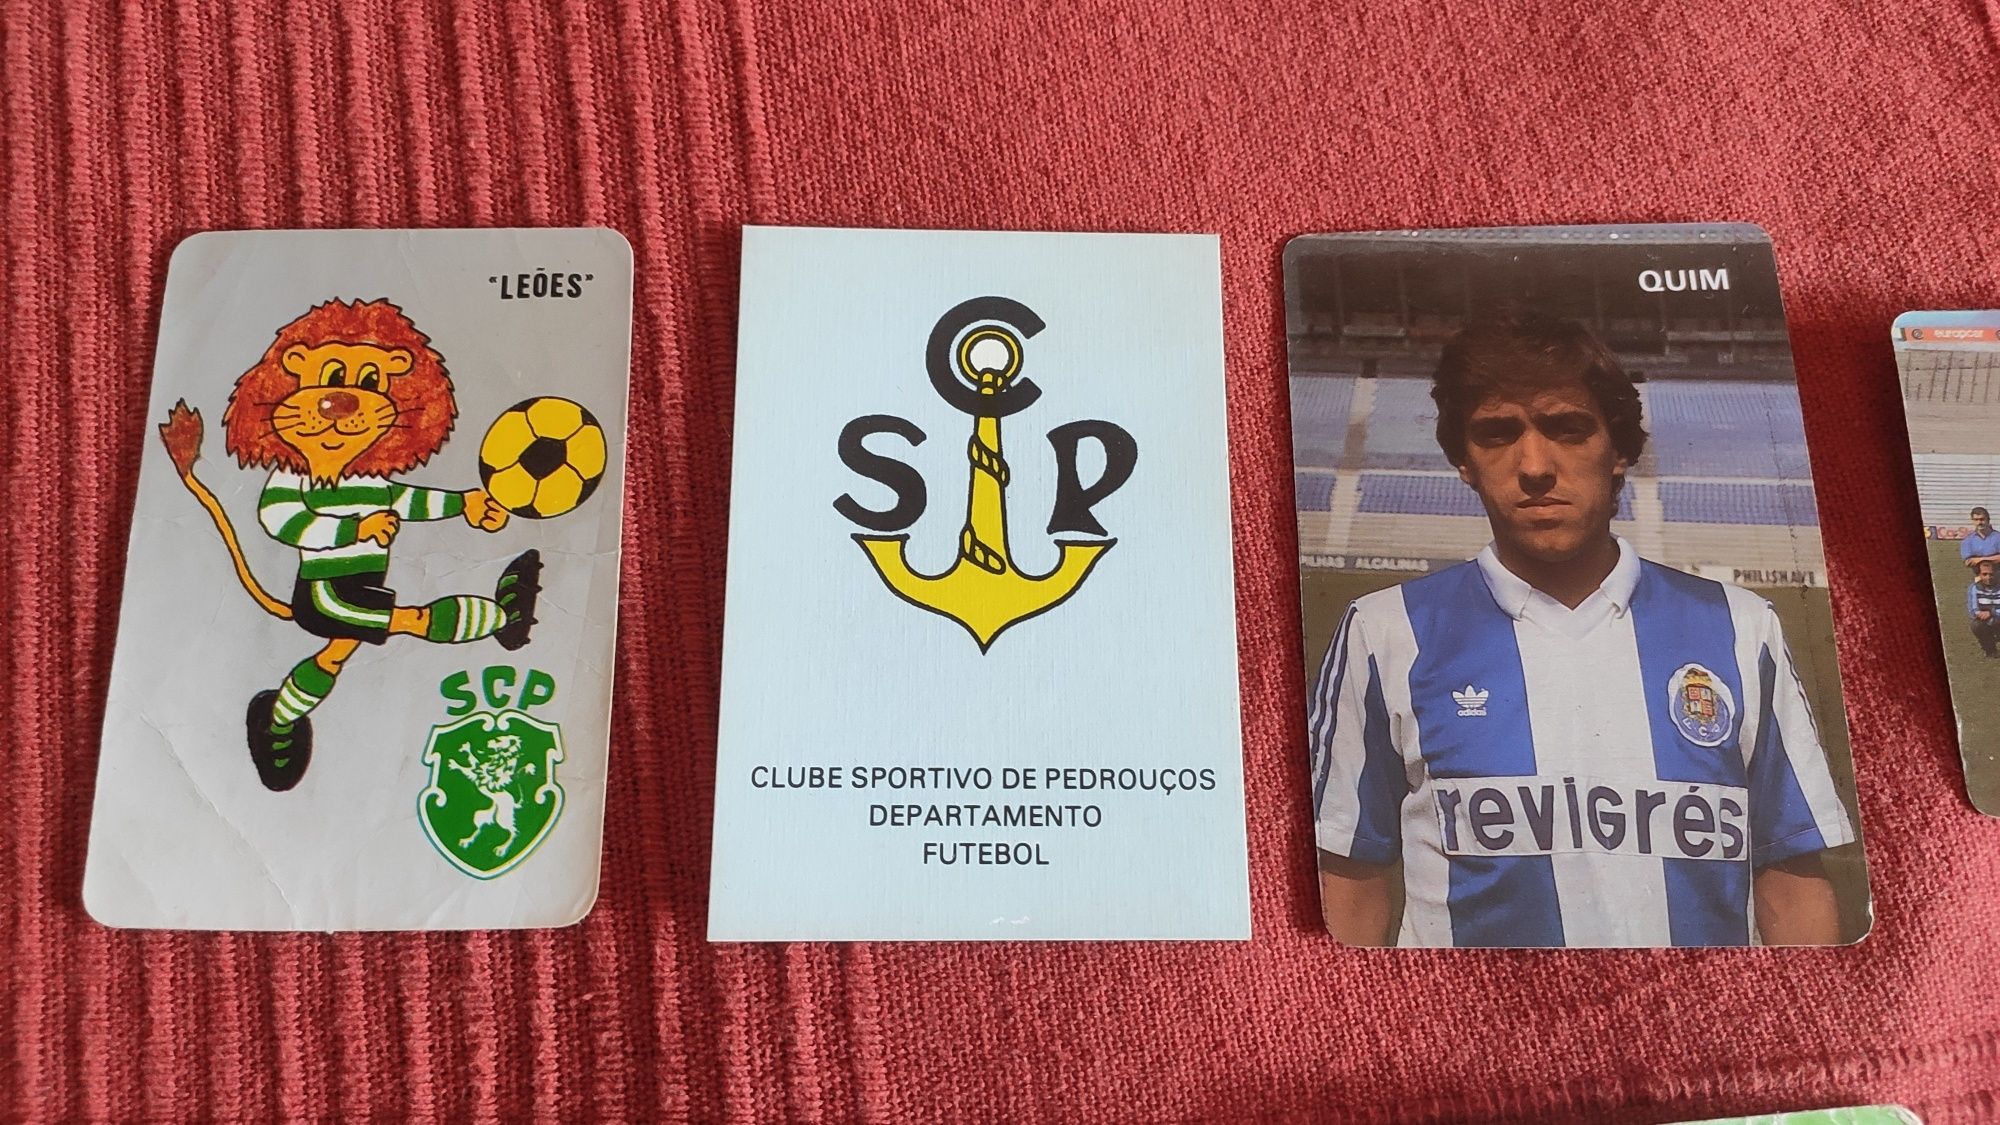 "LEÕES"
SCP
C
S P
CLUBE SPORTIVO DE PEDROUÇOS
DEPARTAMENTO
FUTEBOL
QUIM
PILHAS ALCALINAS
PHILISHAVE
adidas
F C P
revigrés
europcar